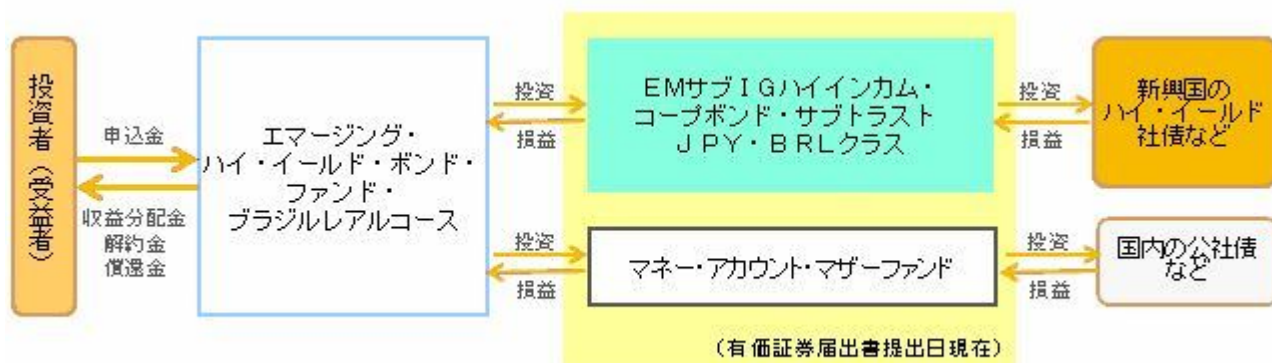 投資者（受益者）
申込金
収益分配金
解約金
償還金
エマージング・
ハイ・イールド・ボンド・
ファンド・
ブラジルレアルコース
投資
損益
ＥＭサブＩＧハイインカム・
コープボンド・サブトラスト
ＪＰＹ・ＢＲＬクラス
投資
損益
新興国の
ハイ・イールド
社債など
投資
損益
マネー・アカウント・マザーファンド
投資
損益
国内の公社債
など
（有価証券届出書提出日現在）